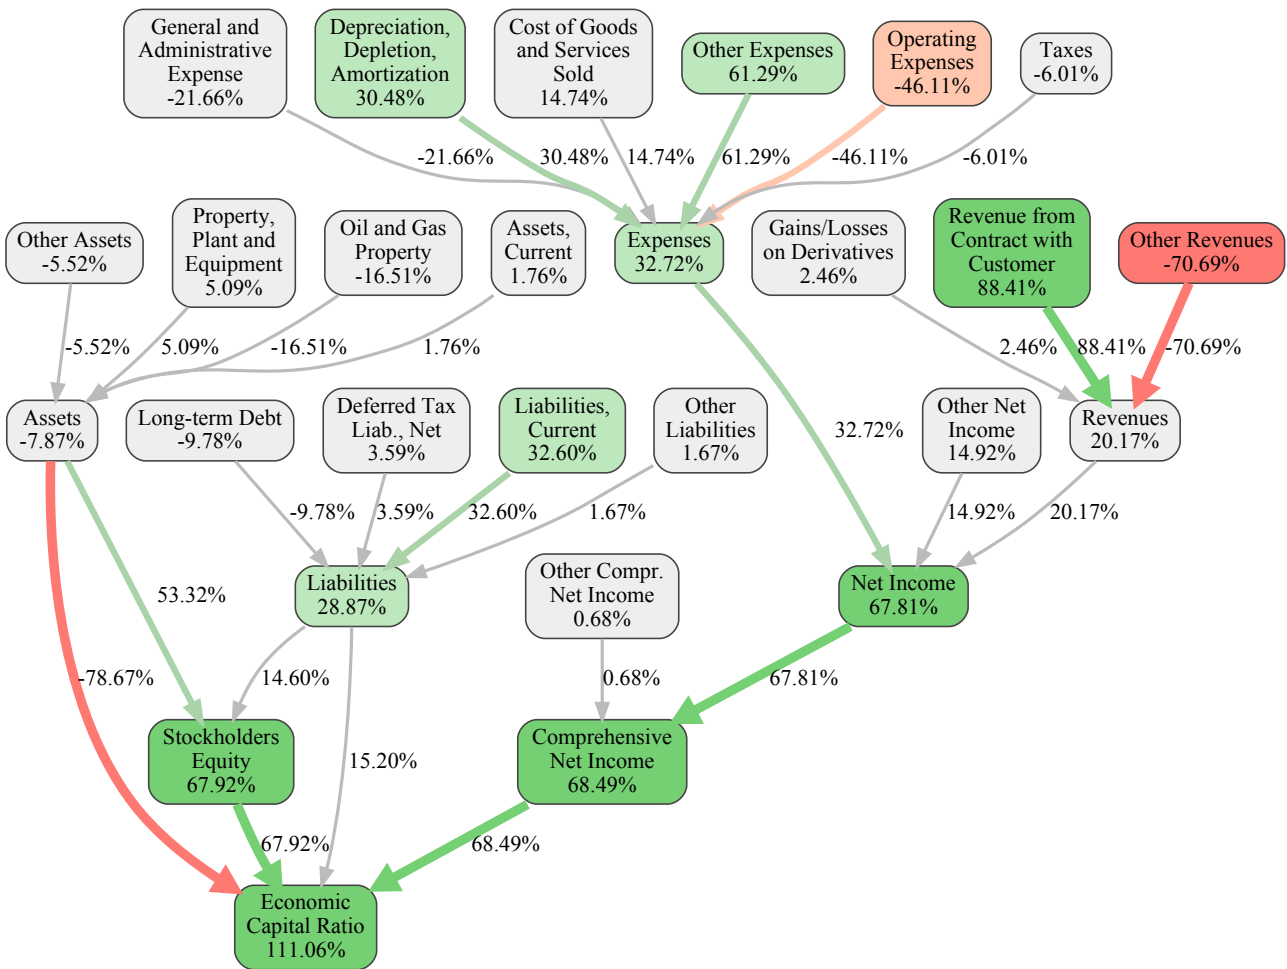 General and
Administrative
Expense
-21.66%
Depreciation,
Depletion,
Amortization
30.48%
Cost of Goods
and Services
Sold
14.74%
Other Expenses
61.29%
Operating
Expenses
-46.11%
Taxes
-6.01%
-21.66%
30.48%
14.74%
61.29%
-46.11%
-6.01%
Other Assets
-5.52%
Property,
Plant and
Equipment
5.09%
Oil and Gas
Property
-16.51%
Assets,
Current
1.76%
Expenses
32.72%
Gains/Losses
on Derivatives
2.46%
Revenue from
Contract with
Customer
88.41%
Other Revenues
-70.69%
-5.52%
5.09%
-16.51%
1.76%
2.46%
88.41%
-70.69%
Assets
-7.87%
Long-term Debt
-9.78%
Deferred Tax
Liab., Net
3.59%
Liabilities,
Current
32.60%
Other
Liabilities
1.67%
32.72%
Other Net
Income
14.92%
Revenues
20.17%
-9.78%
3.59%
32.60%
1.67%
14.92%
20.17%
53.32%
Liabilities
28.87%
Other Compr.
Net Income
0.68%
Net Income
67.81%
-78.67%
14.60%
0.68%
67.81%
Stockholders
Equity
67.92%
15.20%
Comprehensive
Net Income
68.49%
67.92%
68.49%
Economic
Capital Ratio
111.06%